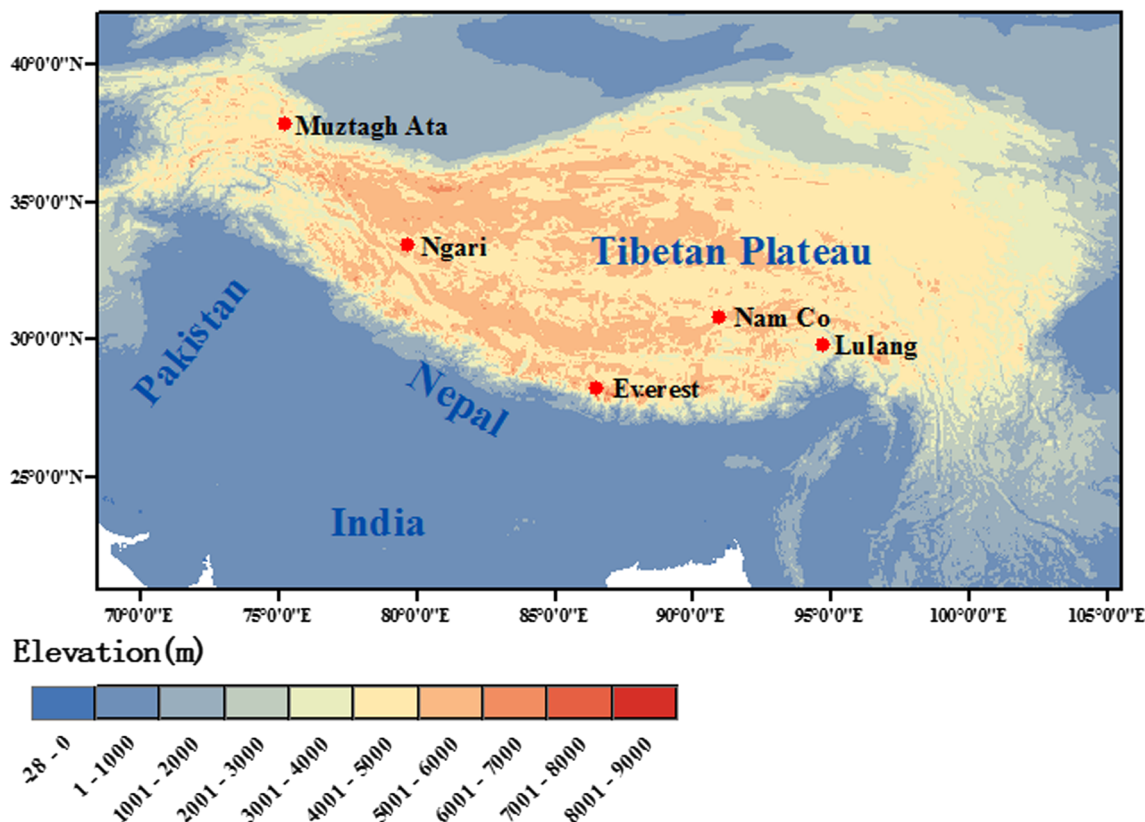 40°0'0"N
Muztagh Ata
35°0'0"N
Ngari
Tibetan Plateau
Pakistan
Nam Co
30°0'0"N
Lulang
Nepal
Everest
25°0'0"N
India
70°0'0"E
75°0'0"E
80°0'0"E
85°0'0"E
90°0'0"E
95°0'0"E
100°0'0"E
105°0'0"E
Elevation(m)
-28 - 0
1 - 1000
1001 - 2000
2001 - 3000
3001 - 4000
4001 - 5000
5001 - 6000
6001 - 7000
7001 - 8000
8001 - 9000